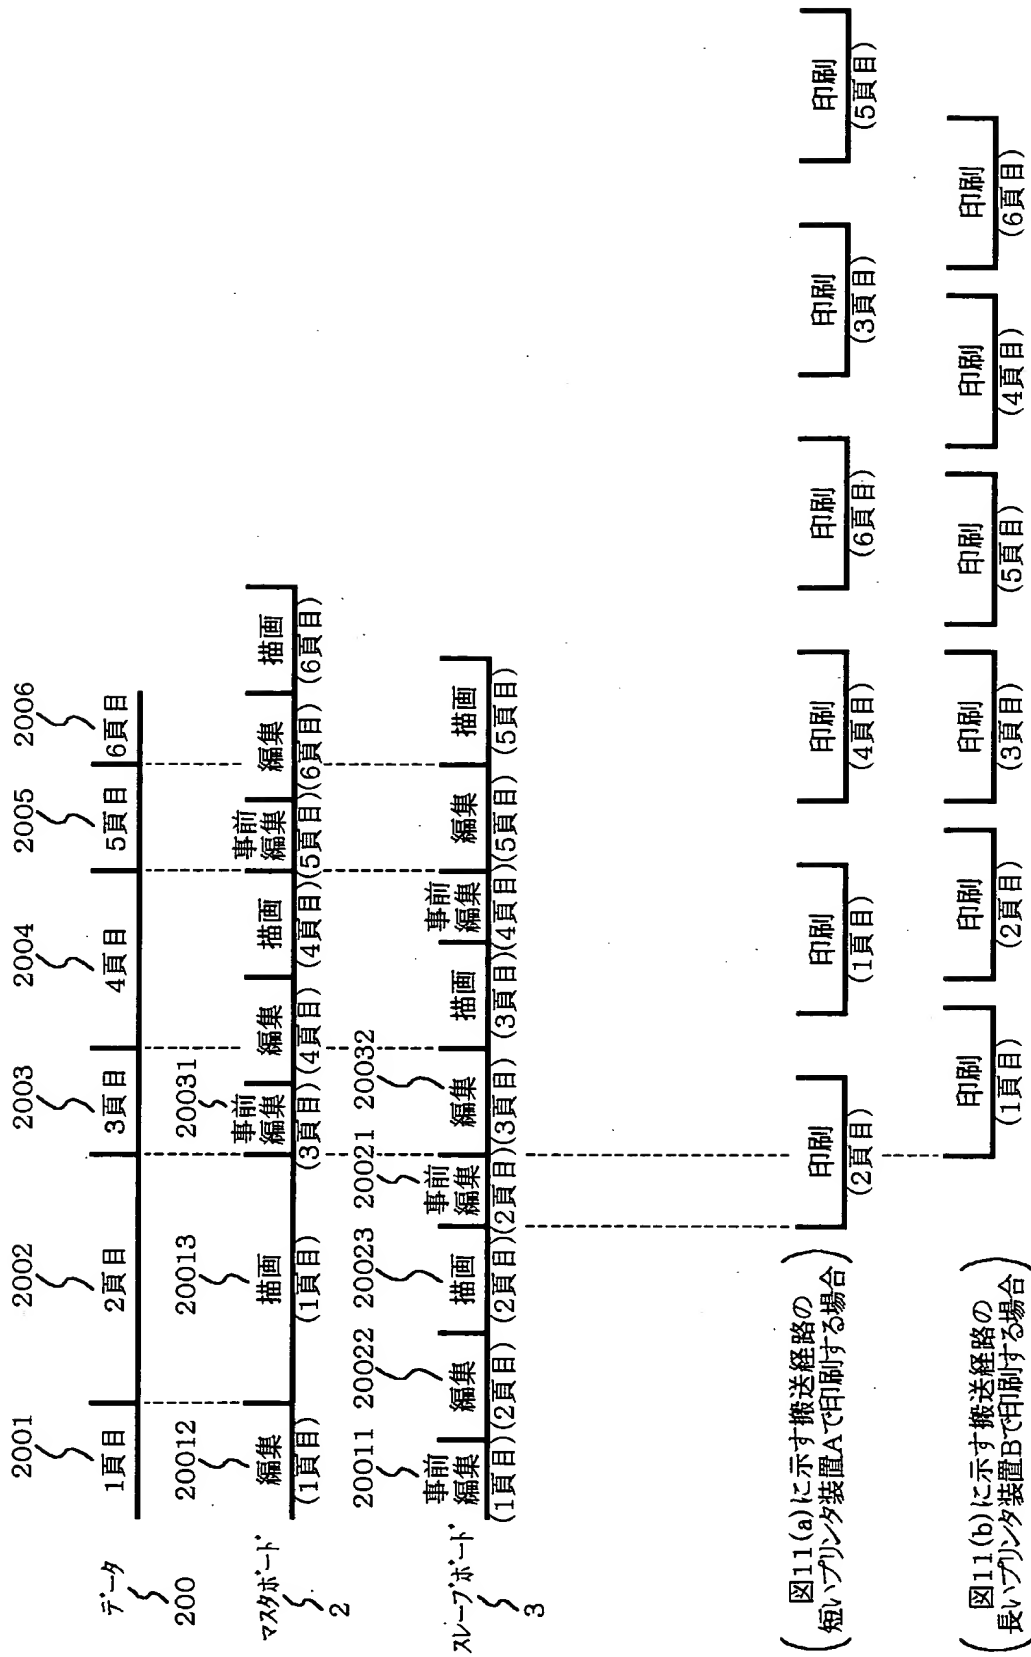 2001
2002
2003
2004
2005
2006
データ
200
1頁目
2頁目
3頁目
4頁目
5頁目
6頁目
20012
20013
20031
マスタボード
2
編集
(1頁目)
描画
(1頁目)
事前
編集
(3頁目)
編集
(4頁目)
描画
(4頁目)
事前
編集
(5頁目)
編集
(6頁目)
描画
(6頁目)
20011
20022
20023
20021
20032
スレーブボード
3
事前
編集
(1頁目)
編集
(2頁目)
描画
(2頁目)
事前
編集
(2頁目)
編集
(3頁目)
描画
(3頁目)
事前
編集
(4頁目)
編集
(5頁目)
描画
(5頁目)
図11(a)に示す搬送経路の
短いプリンタ装置Aで印刷する場合
印刷
(2頁目)
印刷
(1頁目)
印刷
(4頁目)
印刷
(6頁目)
印刷
(3頁目)
印刷
(5頁目)
図11(b)に示す搬送経路の
長いプリンタ装置Bで印刷する場合
印刷
(1頁目)
印刷
(2頁目)
印刷
(3頁目)
印刷
(5頁目)
印刷
(4頁目)
印刷
(6頁目)